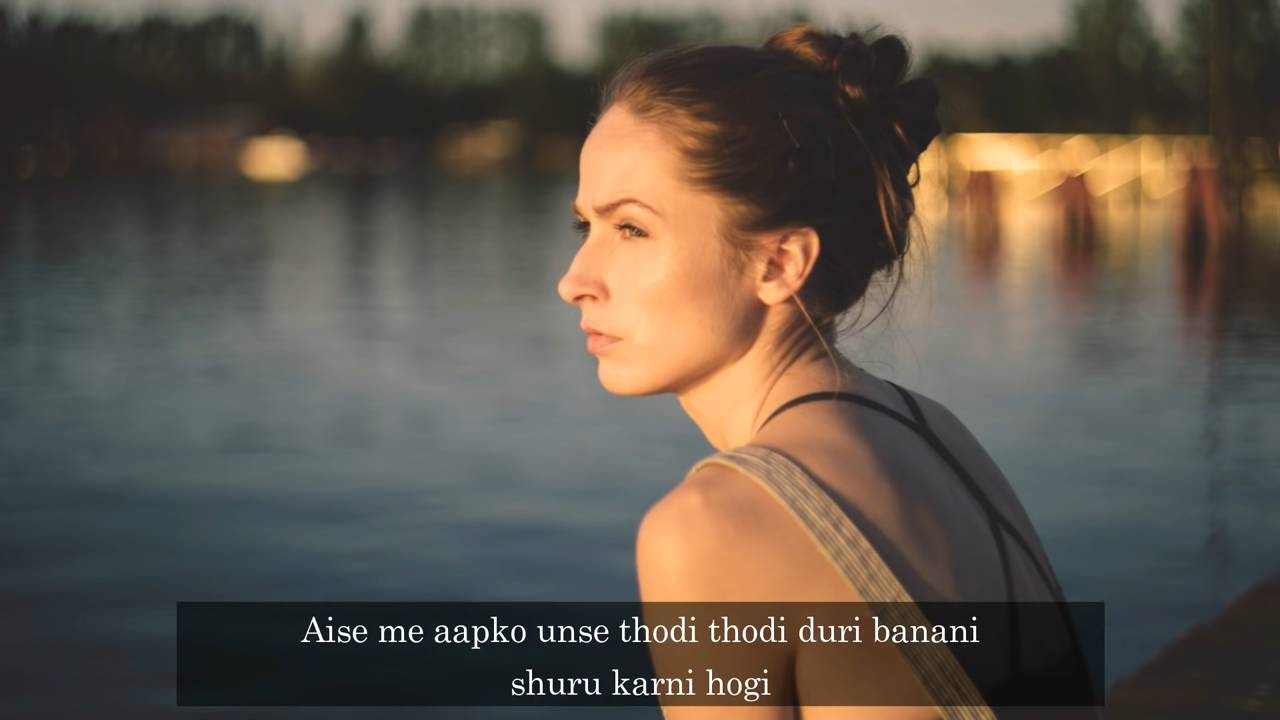 Aise me aapko unse thodi thodi duri banani
shuru karni hogi